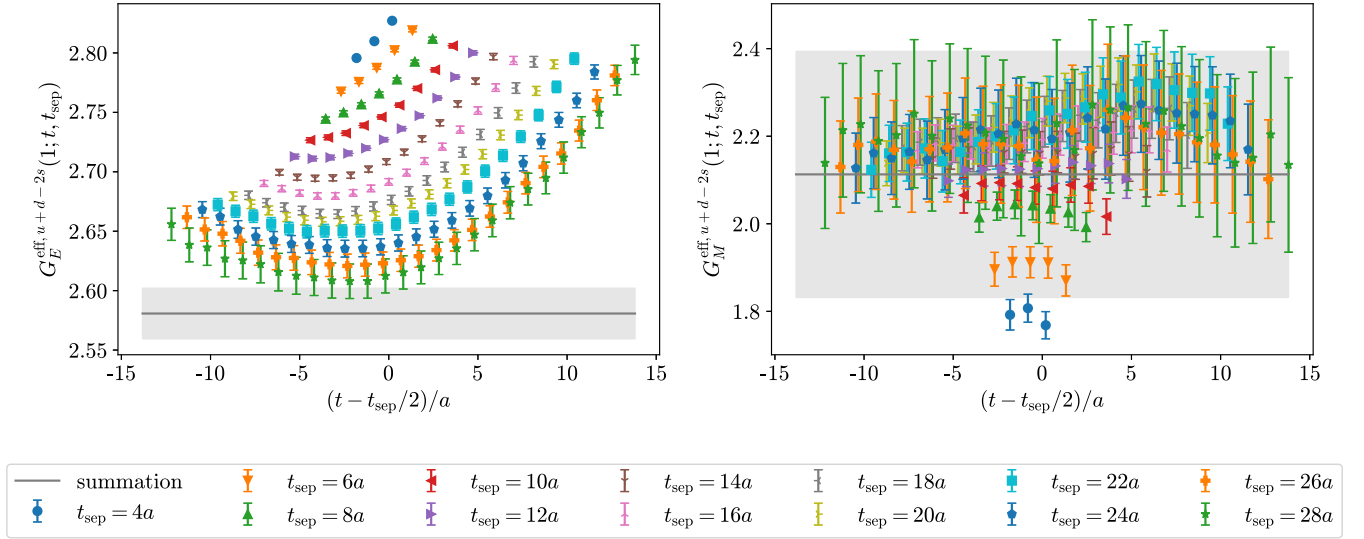 2.80
2.75
2.70
2.65
2.60
2.55
G_E^{eff, u+d−2s}(1; t, t_sep)
-15 -10 -5 0 5 10 15
(t − t_sep/2)/a
2.4
2.2
2.0
1.8
G_M^{eff, u+d−2s}(1; t, t_sep)
-15 -10 -5 0 5 10 15
(t − t_sep/2)/a
summation
t_sep = 4a
t_sep = 6a
t_sep = 8a
t_sep = 10a
t_sep = 12a
t_sep = 14a
t_sep = 16a
t_sep = 18a
t_sep = 20a
t_sep = 22a
t_sep = 24a
t_sep = 26a
t_sep = 28a